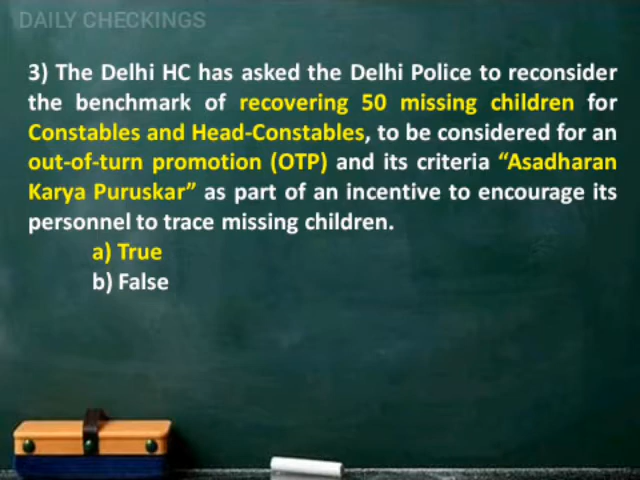 DAILY CHECKINGS
3) The Delhi HC has asked the Delhi Police to reconsider
the benchmark of recovering 50 missing children for
Constables and Head-Constables, to be considered for an
out-of-turn promotion (OTP) and its criteria “Asadharan
Karya Puruskar” as part of an incentive to encourage its
personnel to trace missing children.
a) True
b) False